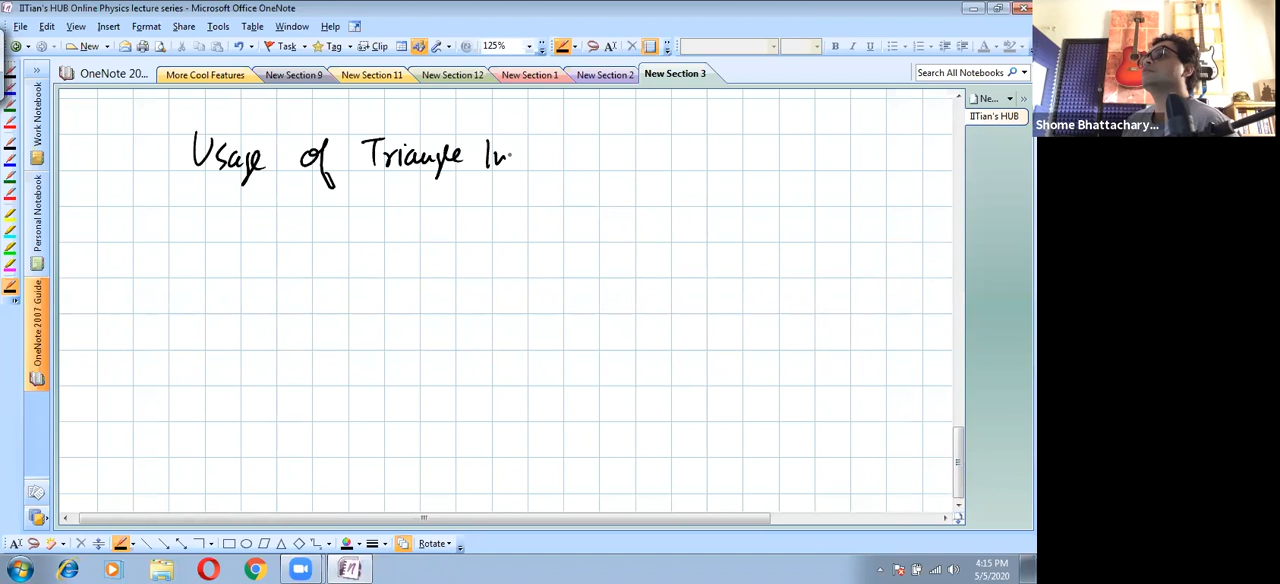 IITian's HUB Online Physics lecture series - Microsoft Office OneNote
File Edit View Insert Format Share Tools Table Window Help
New Task Tag Clip 125% B I U
OneNote 20... More Cool Features New Section 9 New Section 11 New Section 12 New Section 1 New Section 2 New Section 3 Search All Notebooks
Ne...
IITian's HUB
Work Notebook
Personal Notebook
OneNote 2007 Guide
Usage of Triangle In
Shome Bhattachary...
Rotate
4:15 PM
5/5/2020